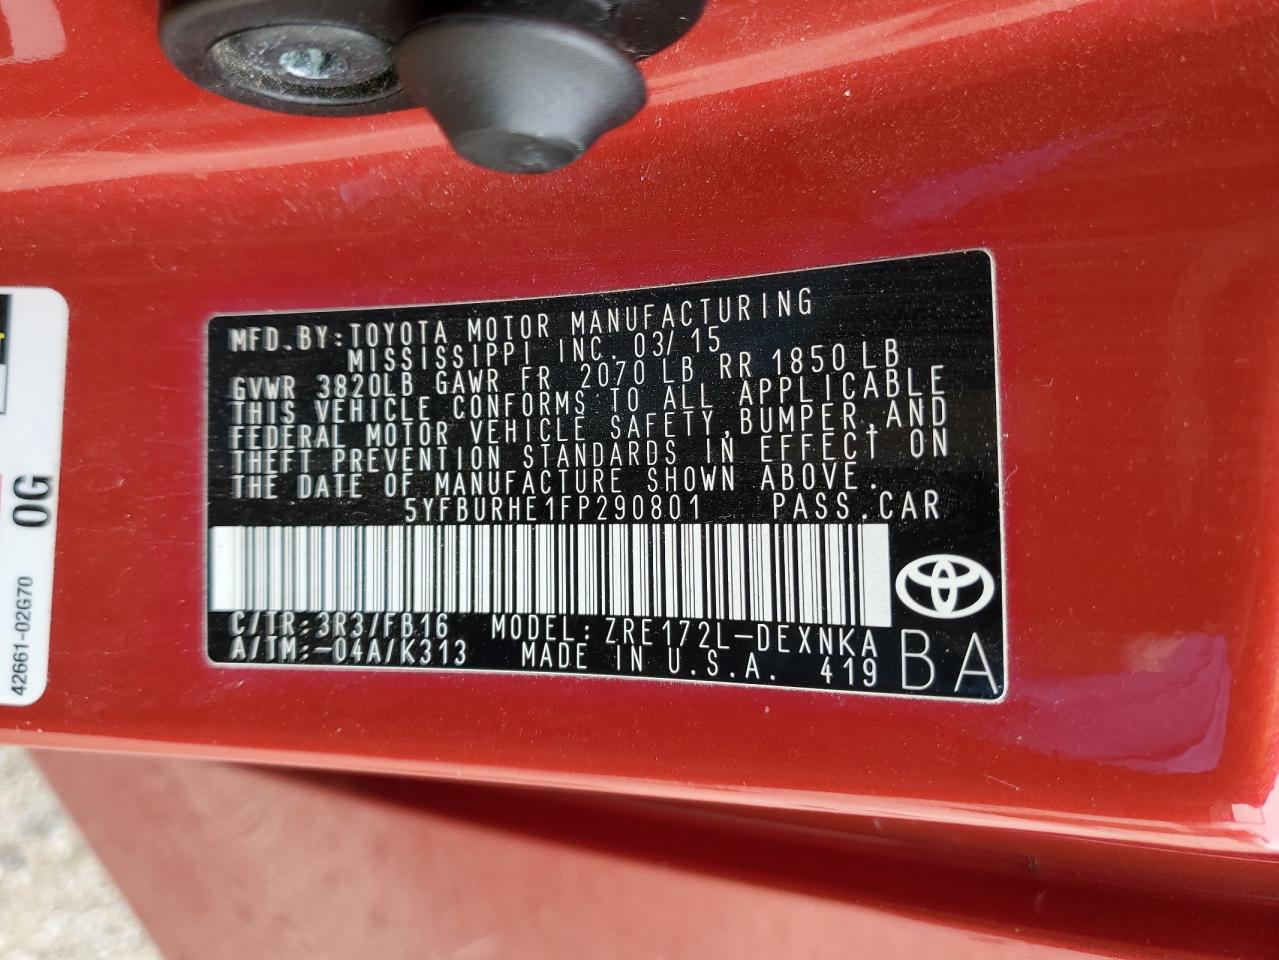 MFD.BY:TOYOTA MOTOR MANUFACTURING
MISSISSIPPI INC. 03/15
GVWR 3820LB GAWR FR 2070 LB RR 1850 LB
THIS VEHICLE CONFORMS TO ALL APPLICABLE
FEDERAL MOTOR VEHICLE SAFETY,BUMPER,AND
THEFT PREVENTION STANDARDS IN EFFECT ON
THE DATE OF MANUFACTURE SHOWN ABOVE.
5YFBURHE1FP290801 PASS.CAR
C/TR:3R3/FB16 MODEL:ZRE172L-DEXNKA
A/TM:-04A/K313 MADE IN U.S.A. 419
BA
0G
42661-02G70